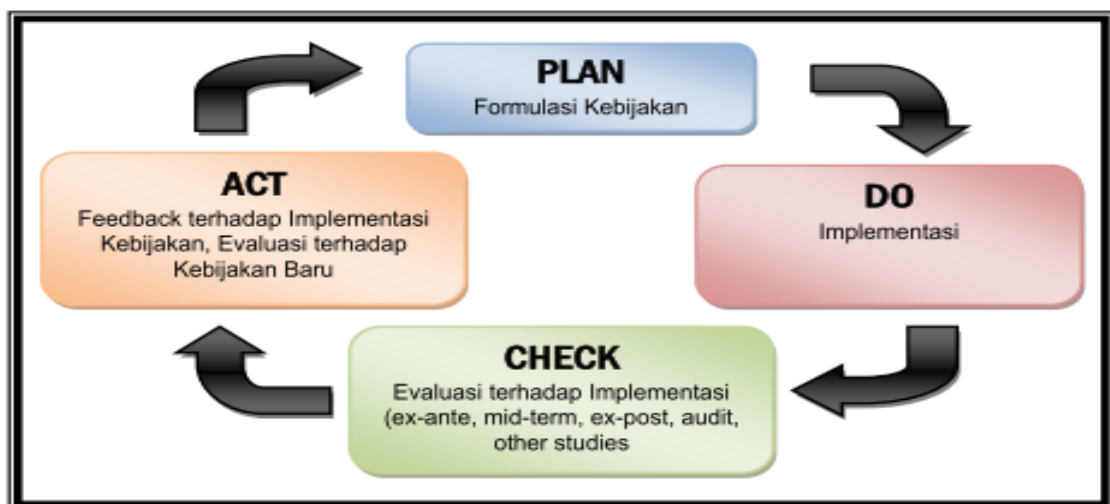 PLAN
Formulasi Kebijakan
DO
Implementasi
CHECK
Evaluasi terhadap Implementasi
(ex-ante, mid-term, ex-post, audit,
other studies
ACT
Feedback terhadap Implementasi
Kebijakan, Evaluasi terhadap
Kebijakan Baru